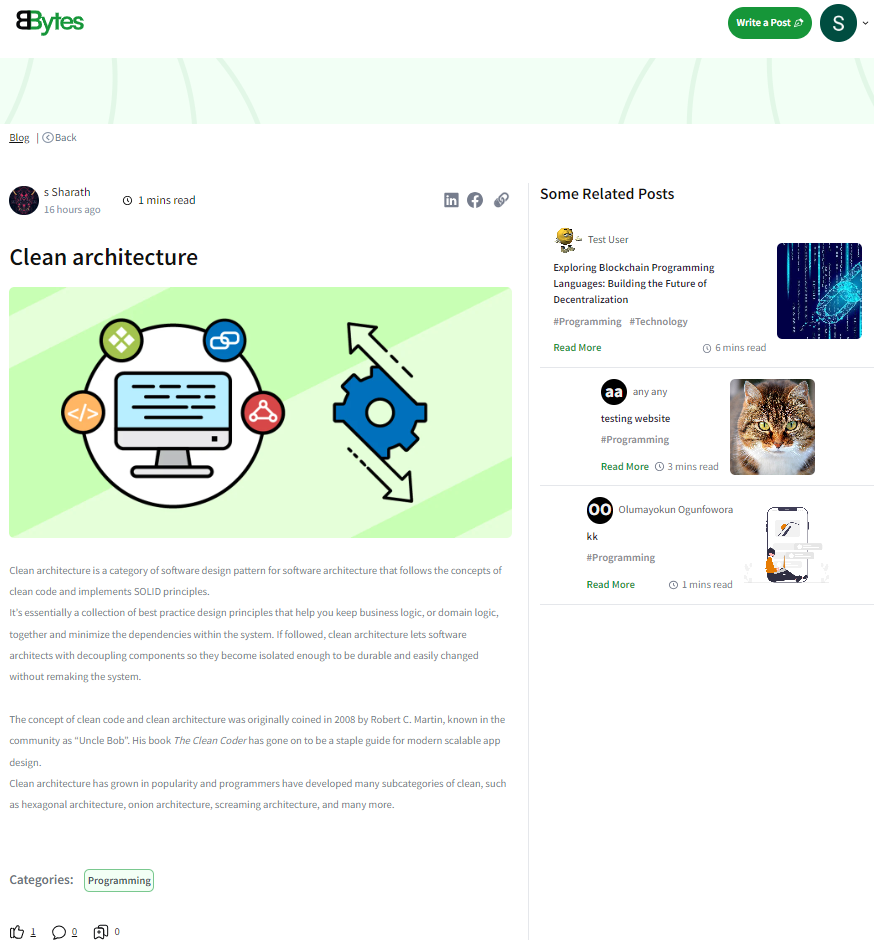 BBytes
Write a Post
S
Blog | Back
s Sharath
16 hours ago
1 mins read
Clean architecture
</>
Clean architecture is a category of software design pattern for software architecture that follows the concepts of
clean code and implements SOLID principles.
It's essentially a collection of best practice design principles that help you keep business logic, or domain logic,
together and minimize the dependencies within the system. If followed, clean architecture lets software
architects with decoupling components so they become isolated enough to be durable and easily changed
without remaking the system.
The concept of clean code and clean architecture was originally coined in 2008 by Robert C. Martin, known in the
community as “Uncle Bob”. His book The Clean Coder has gone on to be a staple guide for modern scalable app
design.
Clean architecture has grown in popularity and programmers have developed many subcategories of clean, such
as hexagonal architecture, onion architecture, screaming architecture, and many more.
Categories: Programming
1 0 0
Some Related Posts
Test User
Exploring Blockchain Programming
Languages: Building the Future of
Decentralization
#Programming #Technology
Read More 6 mins read
aa any any
testing website
#Programming
Read More 3 mins read
OO Olumayokun Ogunfowora
kk
#Programming
Read More 1 mins read